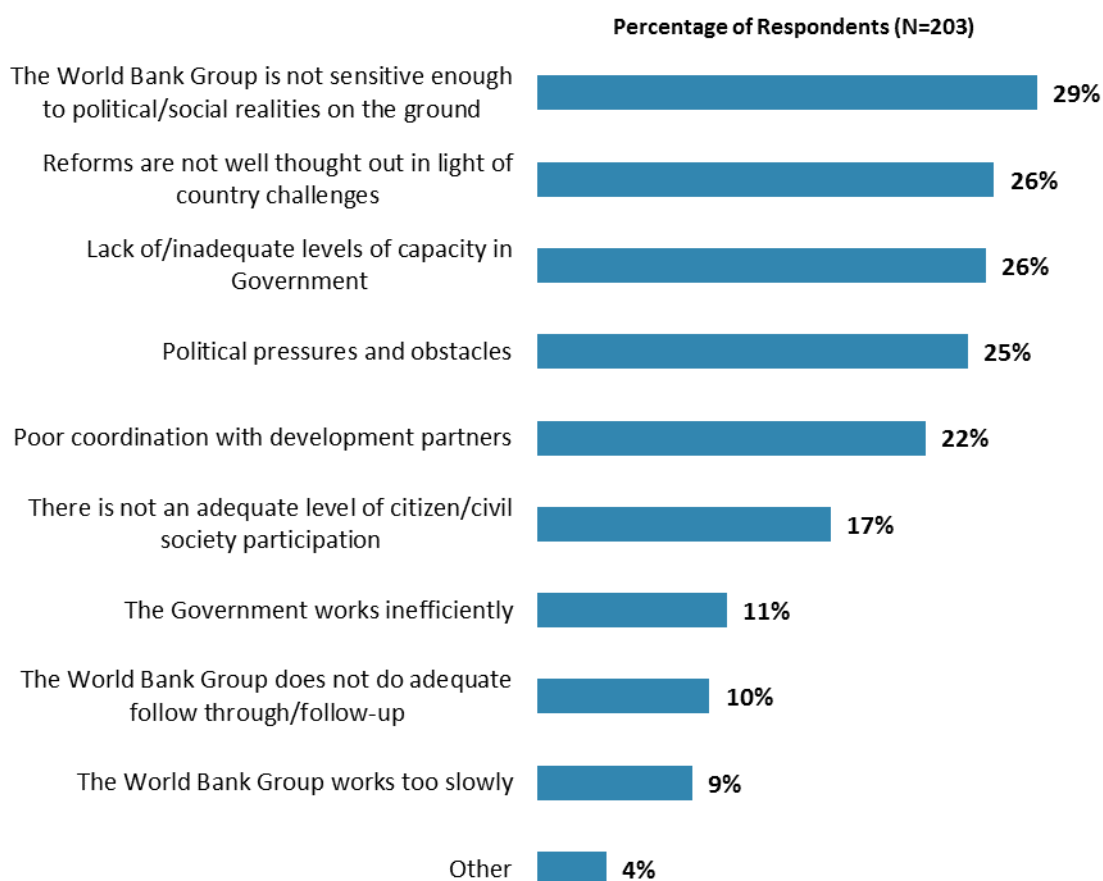 Percentage of Respondents (N=203)
The World Bank Group is not sensitive enough
to political/social realities on the ground
29%
Reforms are not well thought out in light of
country challenges
26%
Lack of/inadequate levels of capacity in
Government
26%
Political pressures and obstacles
25%
Poor coordination with development partners
22%
There is not an adequate level of citizen/civil
society participation
17%
The Government works inefficiently
11%
The World Bank Group does not do adequate
follow through/follow-up
10%
The World Bank Group works too slowly
9%
Other
4%